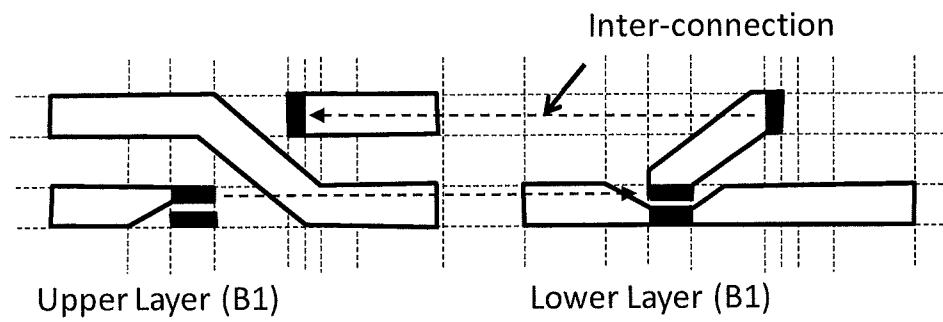 Inter-connection
Upper Layer (B1)
Lower Layer (B1)